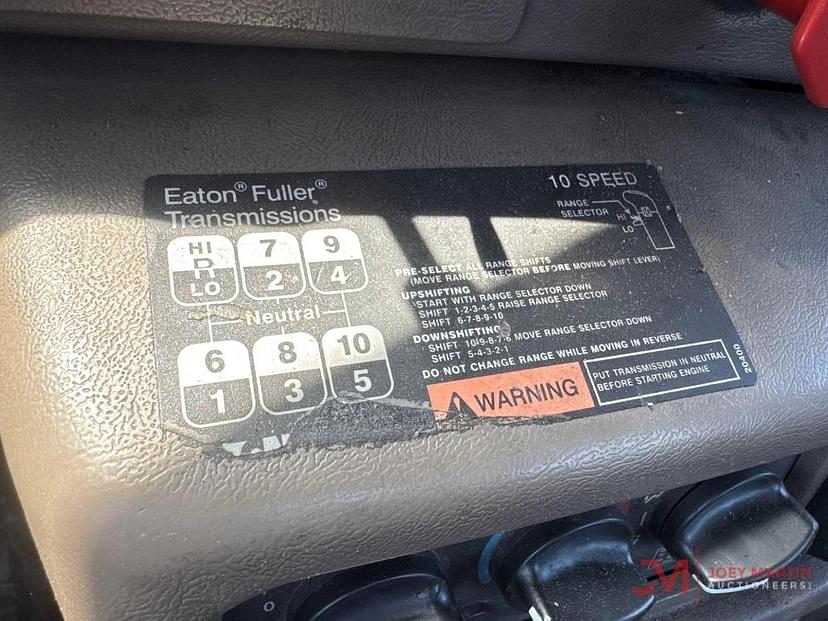 Eaton® Fuller®
Transmissions
10 SPEED
RANGE
SELECTOR
HI
LO
HI
R
LO
7
2
9
4
Neutral
6
1
8
3
10
5
PRE-SELECT ALL RANGE SHIFTS
(MOVE RANGE SELECTOR BEFORE MOVING SHIFT LEVER)
UPSHIFTING
START WITH RANGE SELECTOR DOWN
SHIFT 1-2-3-4-5 RAISE RANGE SELECTOR
SHIFT 6-7-8-9-10
DOWNSHIFTING
SHIFT 10-9-8-7-6 MOVE RANGE SELECTOR DOWN
SHIFT 5-4-3-2-1
DO NOT CHANGE RANGE WHILE MOVING IN REVERSE
WARNING
PUT TRANSMISSION IN NEUTRAL
BEFORE STARTING ENGINE
O
JM JOEY MARTIN
AUCTIONEERS